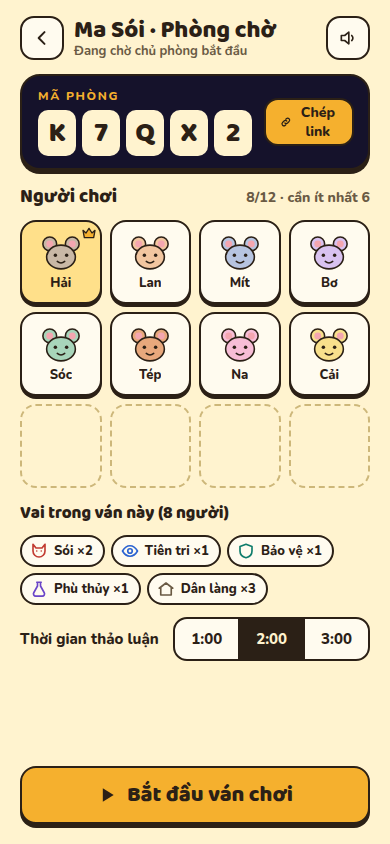 Ma Sói · Phòng chờ
Đang chờ chủ phòng bắt đầu
MÃ PHÒNG
K 7 Q X 2
Chép
link
Người chơi
8/12 · cần ít nhất 6
Hải Lan Mít Bơ
Sóc Tép Na Cải
Vai trong ván này (8 người)
Sói ×2 Tiên tri ×1 Bảo vệ ×1
Phù thủy ×1 Dân làng ×3
Thời gian thảo luận 1:00 2:00 3:00
Bắt đầu ván chơi